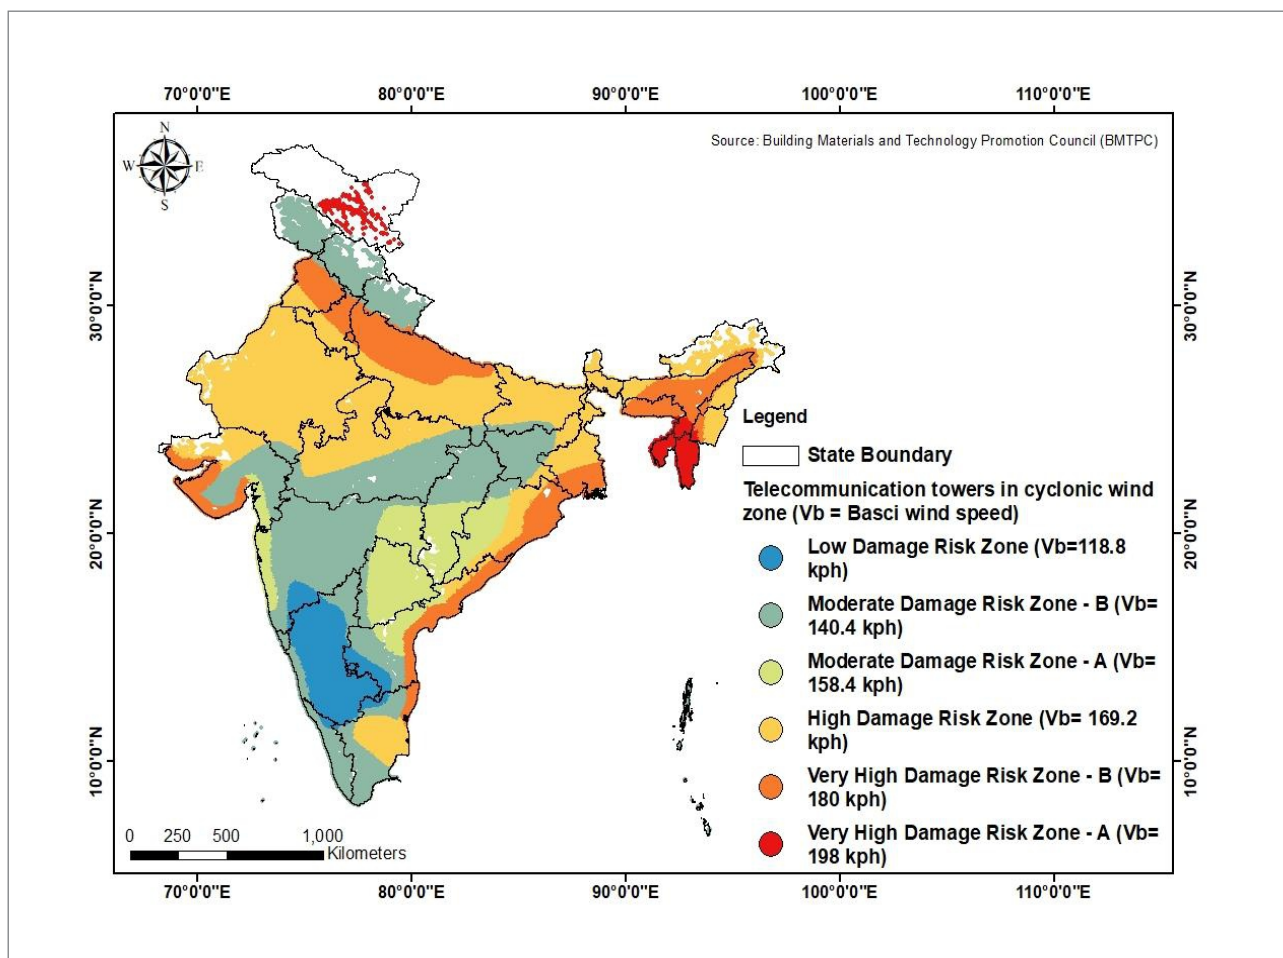 70°0'0"E 80°0'0"E 90°0'0"E 100°0'0"E 110°0'0"E
Source: Building Materials and Technology Promotion Council (BMTPC)
N
W E
S
30°0'0"N 30°0'0"N
20°0'0"N 20°0'0"N
10°0'0"N 10°0'0"N
Legend
State Boundary
Telecommunication towers in cyclonic wind
zone (Vb = Basci wind speed)
Low Damage Risk Zone (Vb=118.8
kph)
Moderate Damage Risk Zone - B (Vb=
140.4 kph)
Moderate Damage Risk Zone - A (Vb=
158.4 kph)
High Damage Risk Zone (Vb= 169.2
kph)
Very High Damage Risk Zone - B (Vb=
180 kph)
Very High Damage Risk Zone - A (Vb=
198 kph)
0 250 500 1,000
Kilometers
70°0'0"E 80°0'0"E 90°0'0"E 100°0'0"E 110°0'0"E